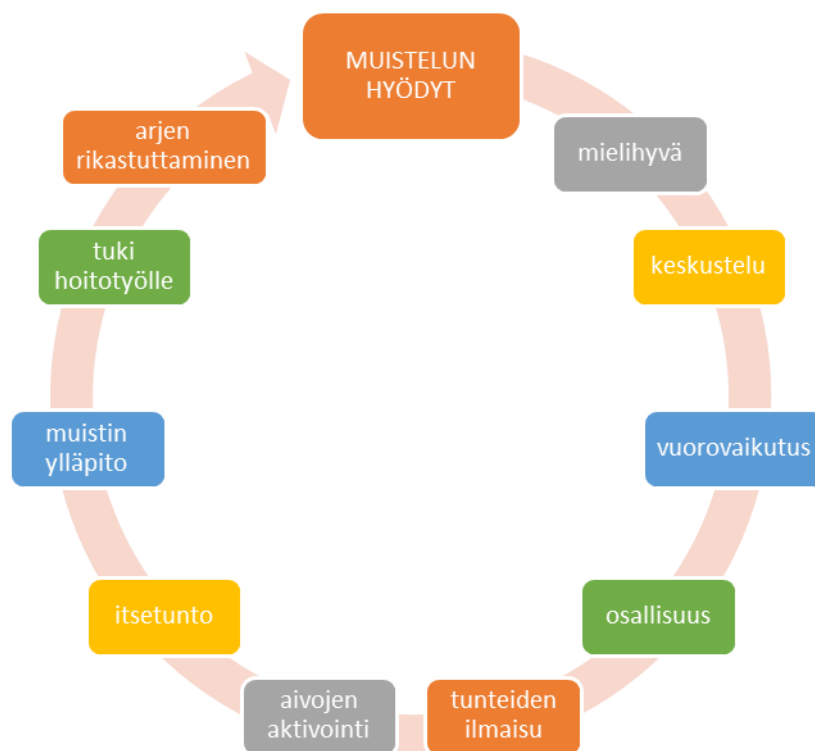 MUISTELUN
HYÖDYT
mielihyvä
keskustelu
vuorovaikutus
osallisuus
tunteiden
ilmaisu
aivojen
aktivointi
itsetunto
muistin
ylläpito
tuki
hoitotyölle
arjen
rikastuttaminen